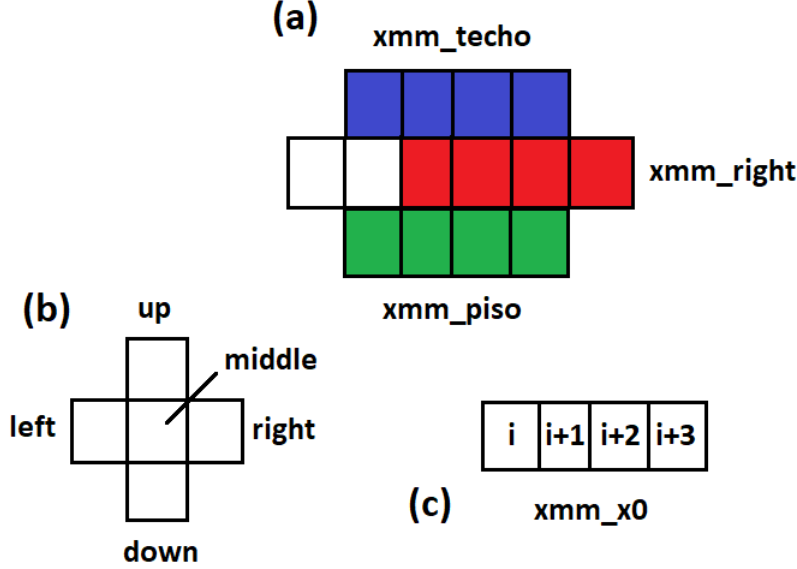 (a)
xmm_techo
xmm_right
xmm_piso
(b)
up
middle
left
right
down
i i+1 i+2 i+3
(c)
xmm_x0